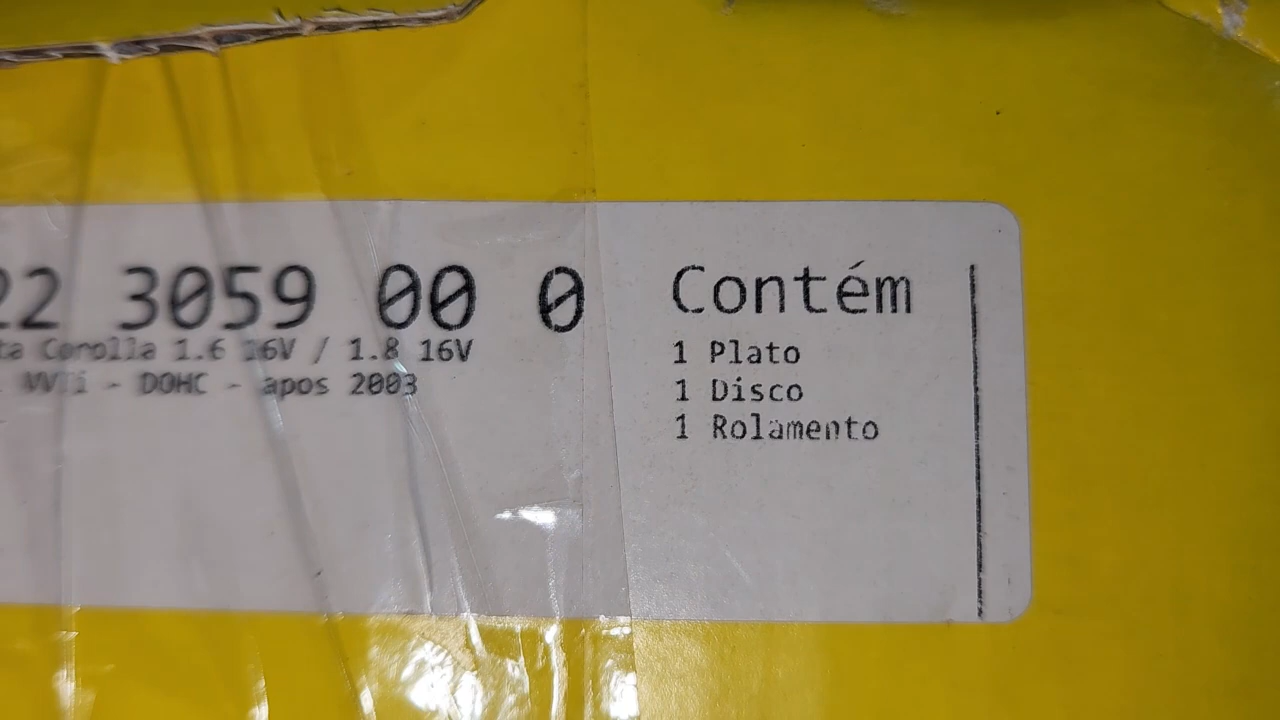 22 3059 00 0
ta Corolla 1.6 16V / 1.8 16V
VVTi - DOHC - apos 2003
Contém
1 Plato
1 Disco
1 Rolamento